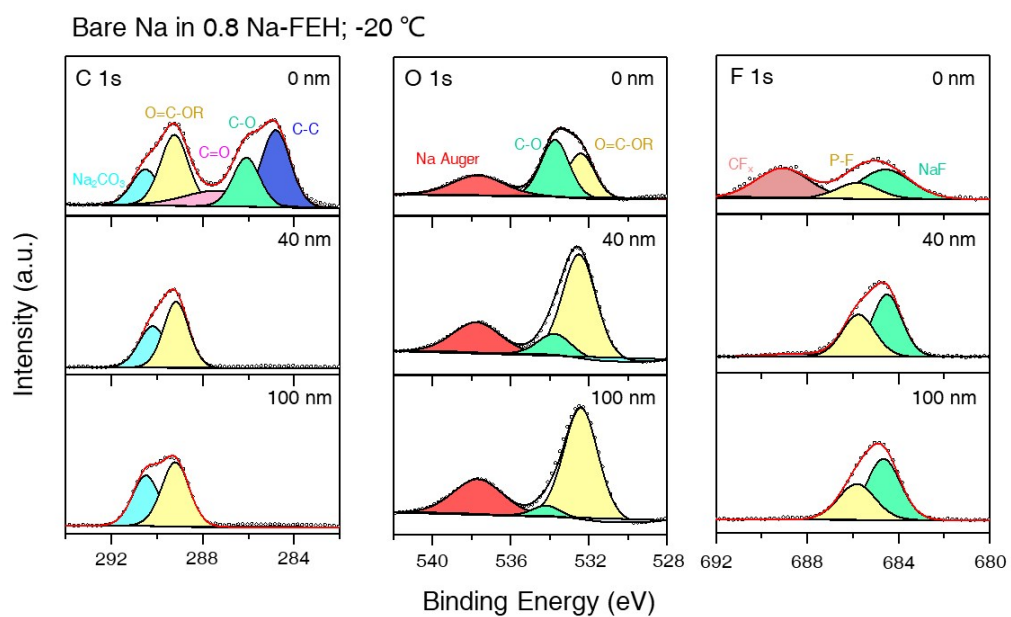 Bare Na in 0.8 Na-FEH; -20 ℃
C 1s
0 nm
O=C-OR
C-O
C-C
C=O
Na₂CO₃
40 nm
100 nm
292
288
284
O 1s
0 nm
Na Auger
C-O
O=C-OR
40 nm
100 nm
540
536
532
528
F 1s
0 nm
CFₓ
P-F
NaF
40 nm
100 nm
692
688
684
680
Intensity (a.u.)
Binding Energy (eV)